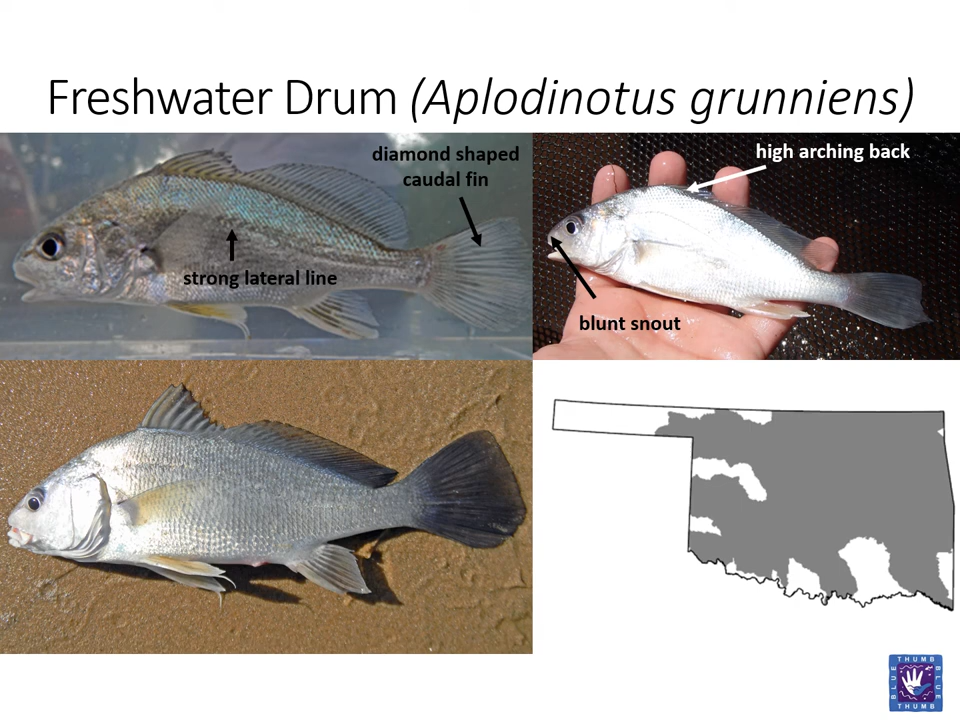 Freshwater Drum (Aplodinotus grunniens)
diamond shaped
caudal fin
strong lateral line
high arching back
blunt snout
THUMB
BLUE
BLUE
THUMB